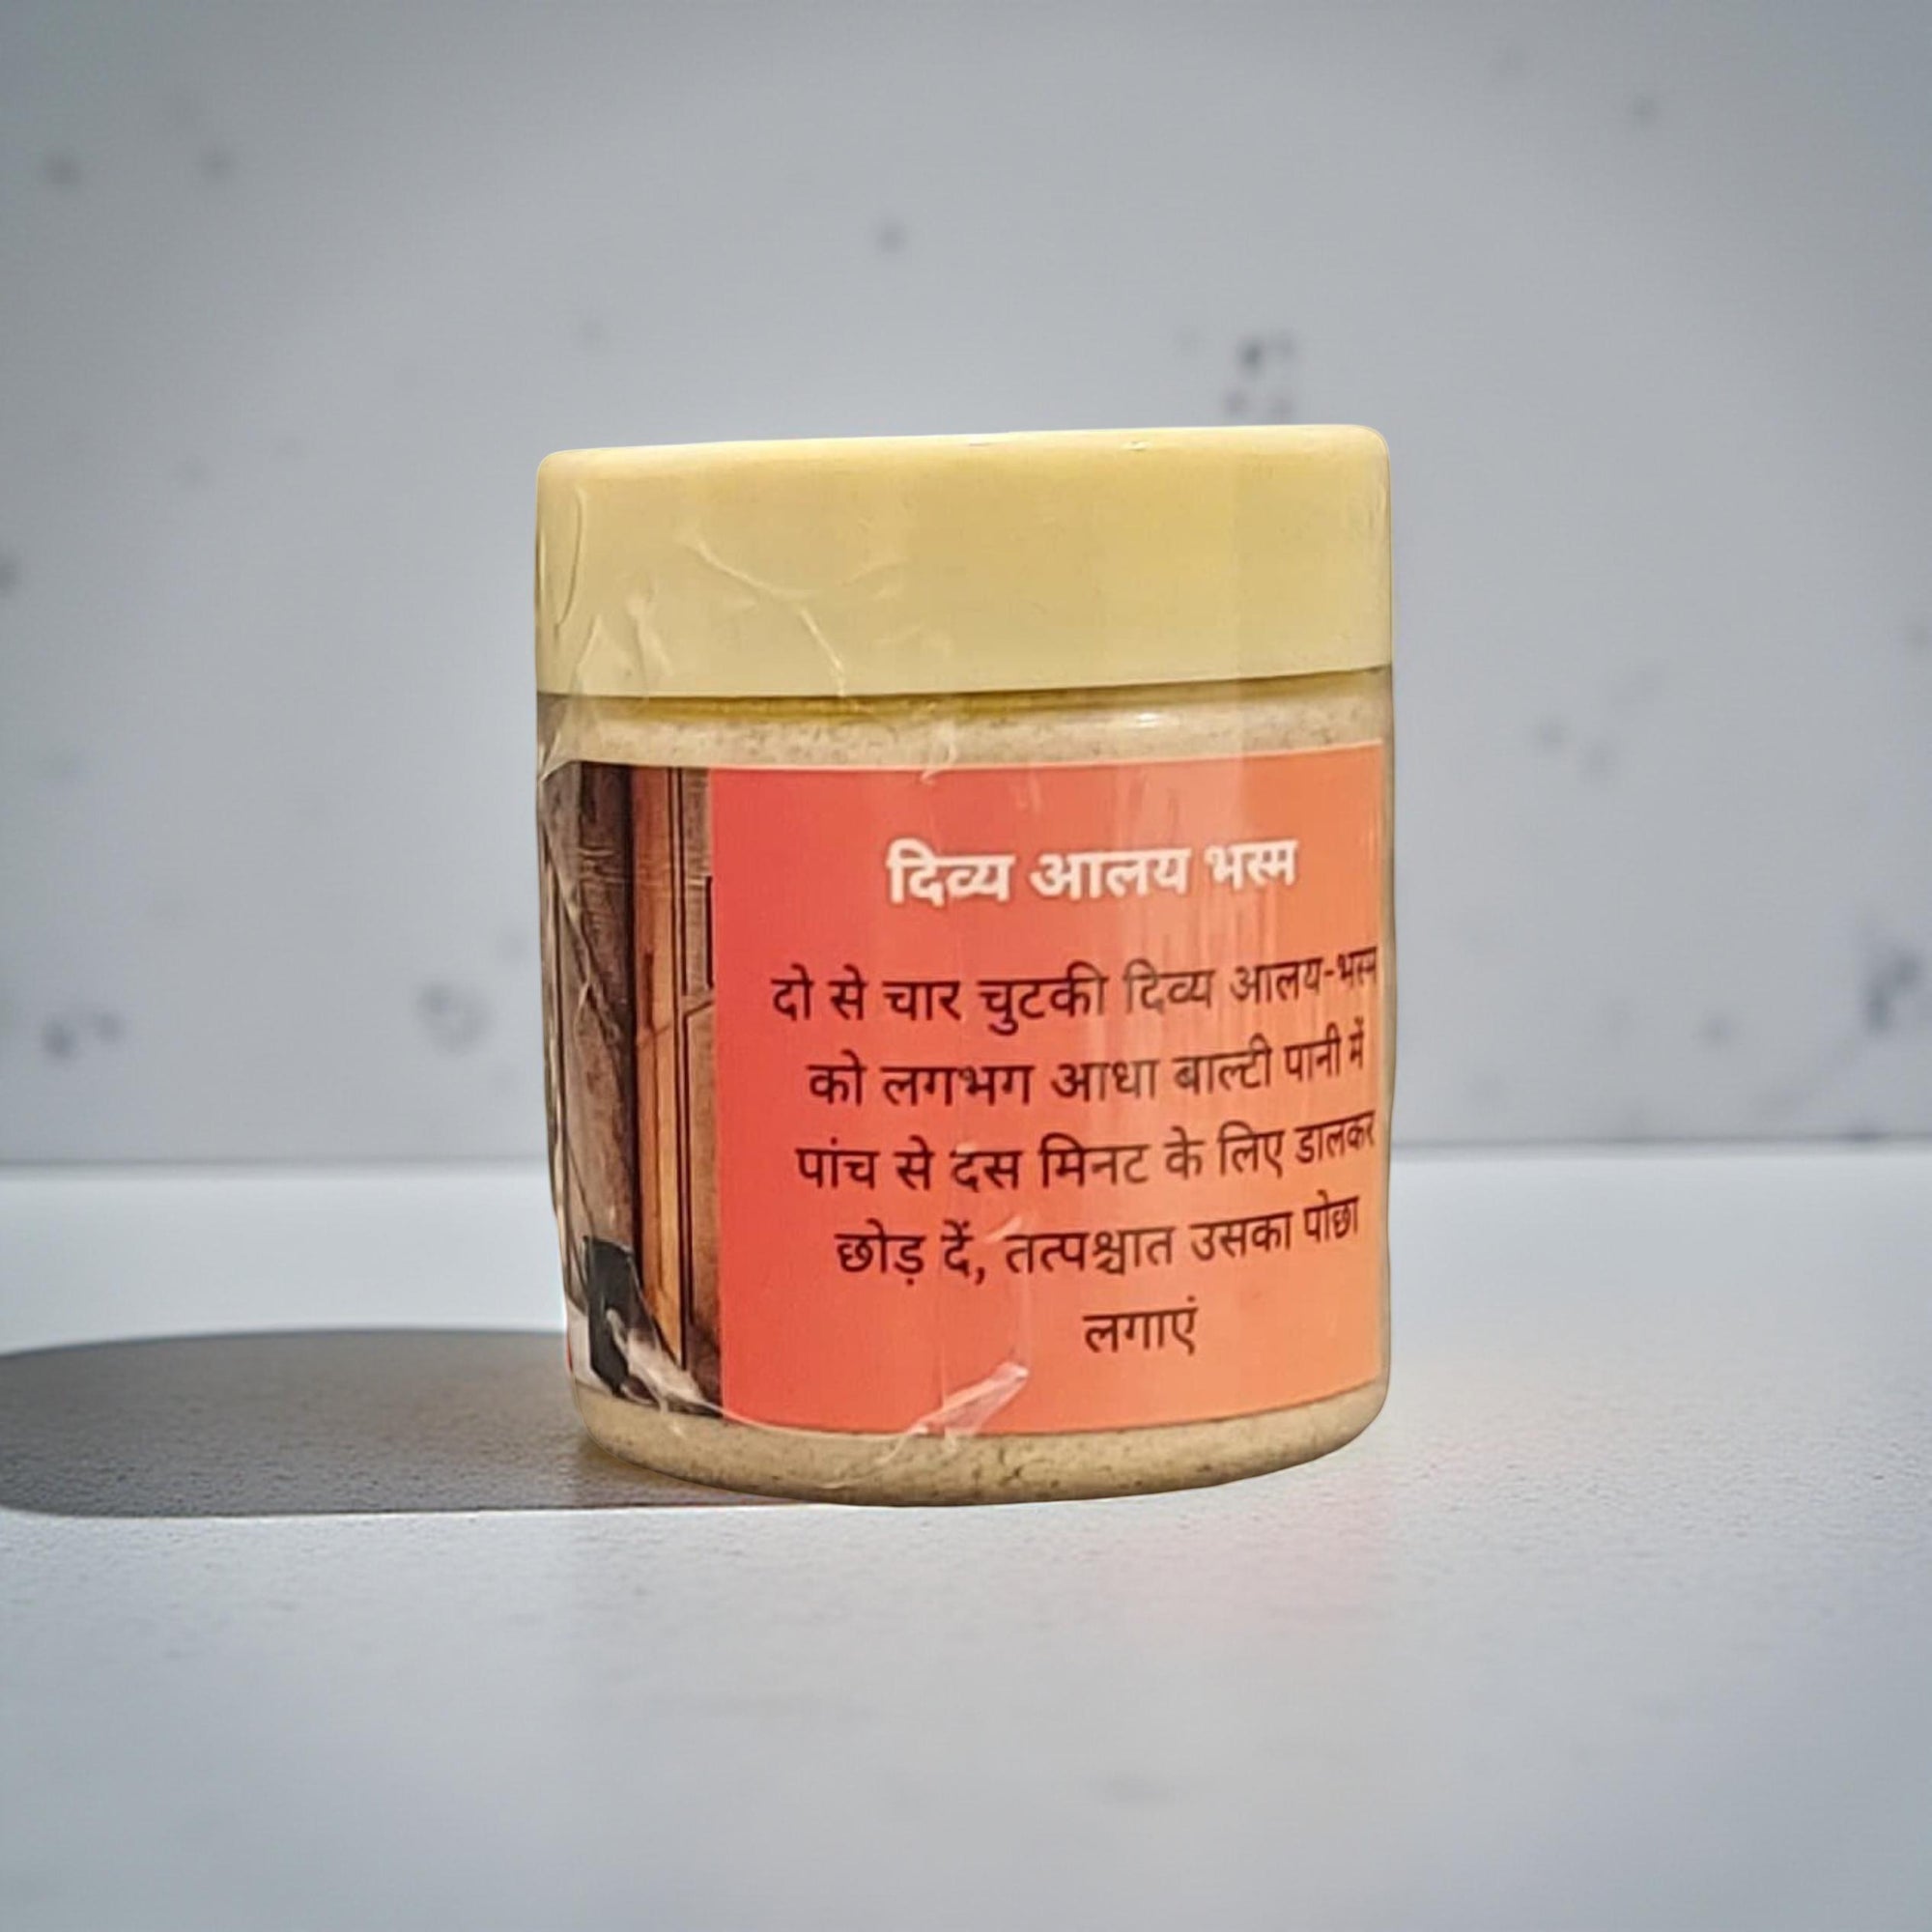 दिव्य आलय भस्म
दो से चार चुटकी दिव्य आलय-भस्म
को लगभग आधा बाल्टी पानी में
पांच से दस मिनट के लिए डालकर
छोड़ दें, तत्पश्चात उसका पोछा
लगाएं